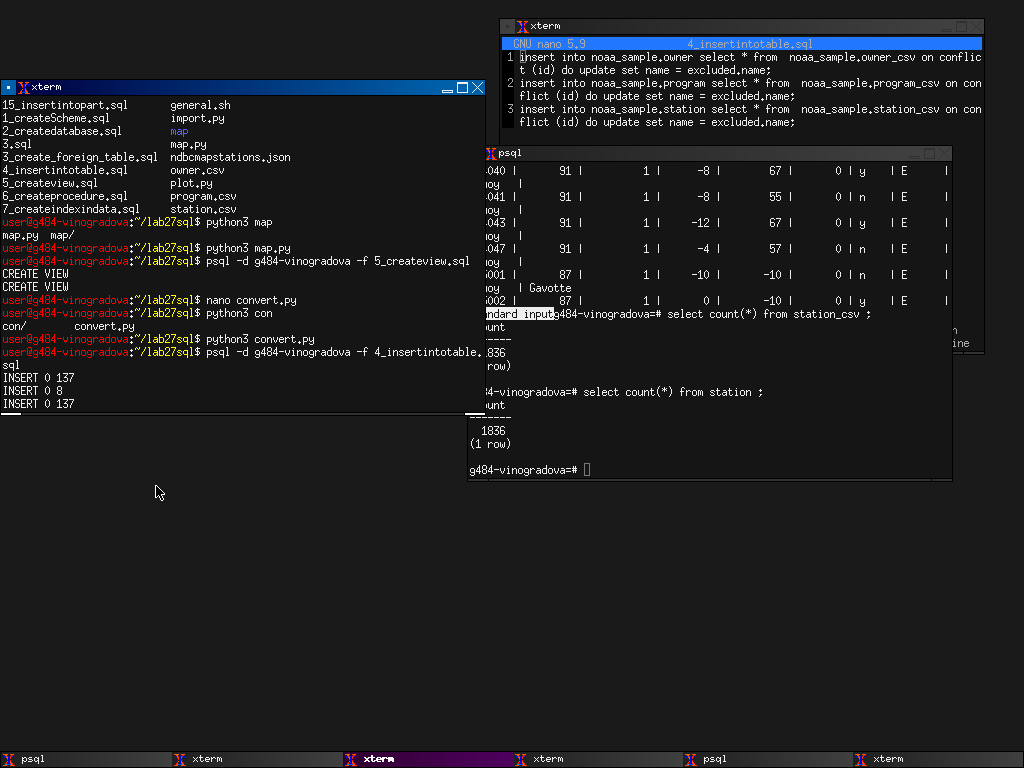 xterm
GNU nano 5.9 4_insertintotable.sql
1 insert into noaa_sample.owner select * from  noaa_sample.owner_csv on conflic
t (id) do update set name = excluded.name;
2 insert into noaa_sample.program select * from  noaa_sample.program_csv on con
flict (id) do update set name = excluded.name;
3 insert into noaa_sample.station select * from  noaa_sample.station_csv on con
flict (id) do update set name = excluded.name;
xterm
15_insertintopart.sql general.sh
1_createScheme.sql import.py
2_createdatabase.sql map
3.sql map.py
3_create_foreign_table.sql ndbcmapstations.json
4_insertintotable.sql owner.csv
5_createview.sql plot.py
6_createprocedure.sql program.csv
7_createindexindata.sql station.csv
user@g484-vinogradova:~/lab27sql$ python3 map
map.py map/
user@g484-vinogradova:~/lab27sql$ python3 map.py
user@g484-vinogradova:~/lab27sql$ psql -d g484-vinogradova -f 5_createview.sql
CREATE VIEW
CREATE VIEW
user@g484-vinogradova:~/lab27sql$ nano convert.py
user@g484-vinogradova:~/lab27sql$ python3 con
con/ convert.py
user@g484-vinogradova:~/lab27sql$ python3 convert.py
user@g484-vinogradova:~/lab27sql$ psql -d g484-vinogradova -f 4_insertintotable.
sql
INSERT 0 137
INSERT 0 8
INSERT 0 137
psql
040 | 91 | 1 | -8 | 67 | 0 | y | E |
oy |
041 | 91 | 1 | -8 | 55 | 0 | n | E |
oy |
043 | 91 | 1 | -12 | 67 | 0 | y | E |
oy |
047 | 91 | 1 | -4 | 57 | 0 | n | E |
oy |
001 | 87 | 1 | -10 | -10 | 0 | n | E |
oy | Gavotte
002 | 87 | 1 | 0 | -10 | 0 | y | E |
ndard inputg484-vinogradova=# select count(*) from station_csv ;
ount
-----
836
row)
84-vinogradova=# select count(*) from station ;
ount
-------
1836
(1 row)
g484-vinogradova=#
n
ine
psql xterm xterm xterm psql xterm